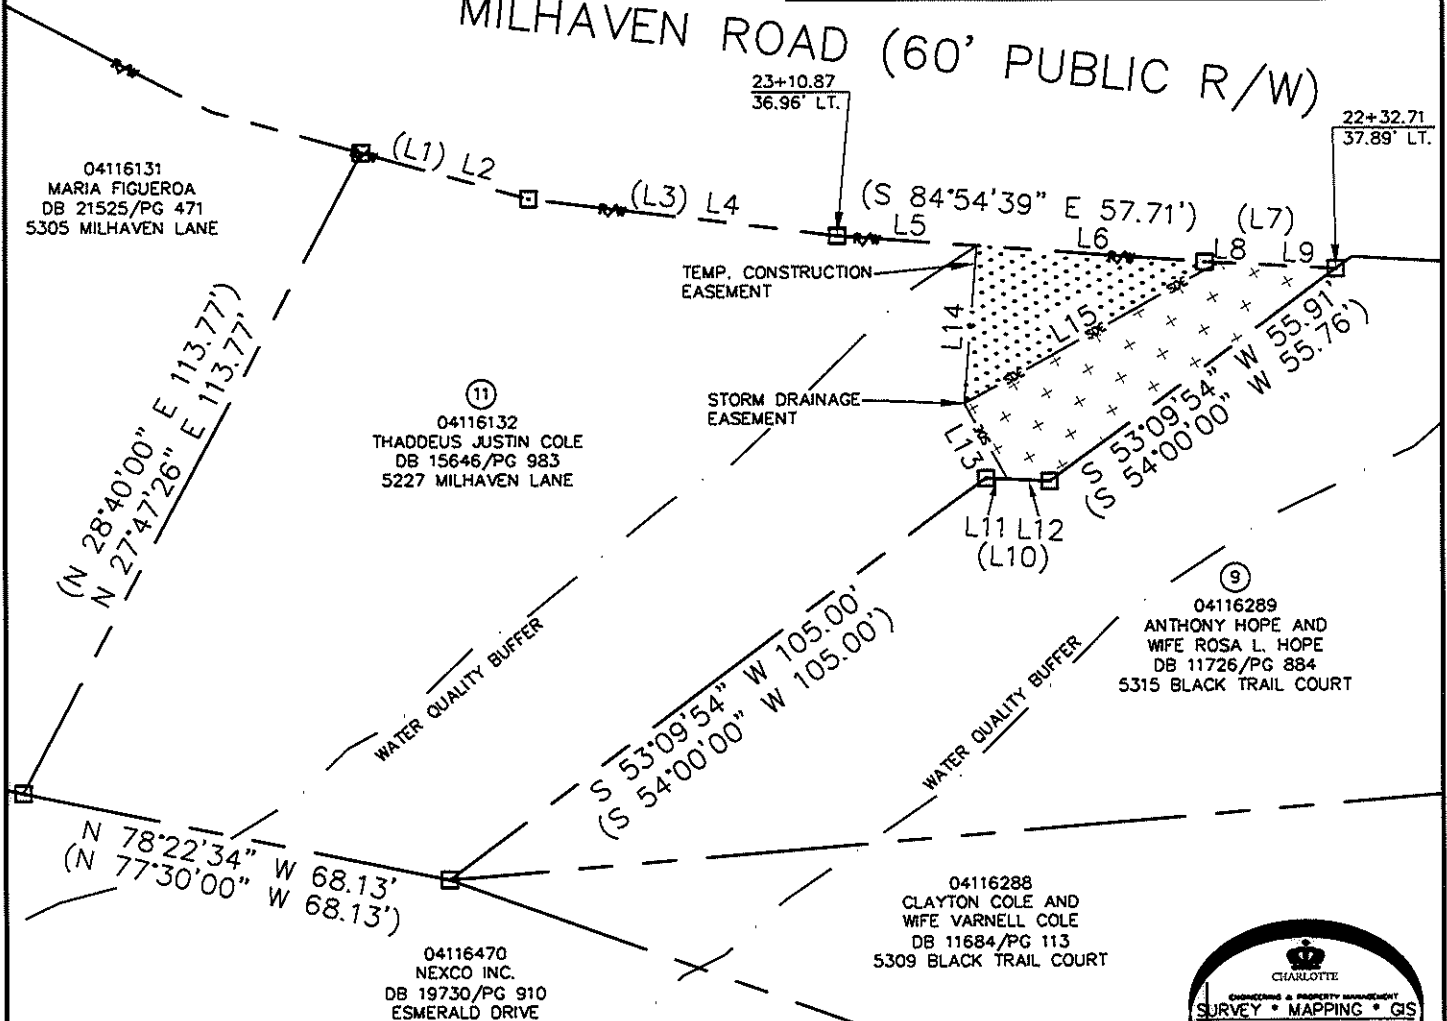 MILHAVEN ROAD (60' PUBLIC R/W)
23+10.87
36.96' LT.
22+32.71
37.89' LT.
R/W
04116131
MARIA FIGUEROA
DB 21525/PG 471
5305 MILHAVEN LANE
R/W
(L1) L2
R/W
(L3) L4
(S 84°54'39" E 57.71')
(L7)
R/W
L5
L6
R/W
L8
L9
TEMP. CONSTRUCTION
EASEMENT
L14
L15
SDE
SDE
SDE
STORM DRAINAGE
EASEMENT
SDE
L13
S 53°09'54" W 55.91'
(S 54°00'00" W 55.76')
L11 L12
(L10)
(N 28°40'00" E 113.77')
N 27°47'26" E 113.77'
11
04116132
THADDEUS JUSTIN COLE
DB 15646/PG 983
5227 MILHAVEN LANE
9
04116289
ANTHONY HOPE AND
WIFE ROSA L. HOPE
DB 11726/PG 884
5315 BLACK TRAIL COURT
WATER QUALITY BUFFER
S 53°09'54" W 105.00'
(S 54°00'00" W 105.00')
WATER QUALITY BUFFER
N 78°22'34" W 68.13'
(N 77°30'00" W 68.13')
04116288
CLAYTON COLE AND
WIFE VARNELL COLE
DB 11684/PG 113
5309 BLACK TRAIL COURT
04116470
NEXCO INC.
DB 19730/PG 910
ESMERALD DRIVE
CHARLOTTE
ENGINEERING & PROPERTY MANAGEMENT
SURVEY * MAPPING * GIS